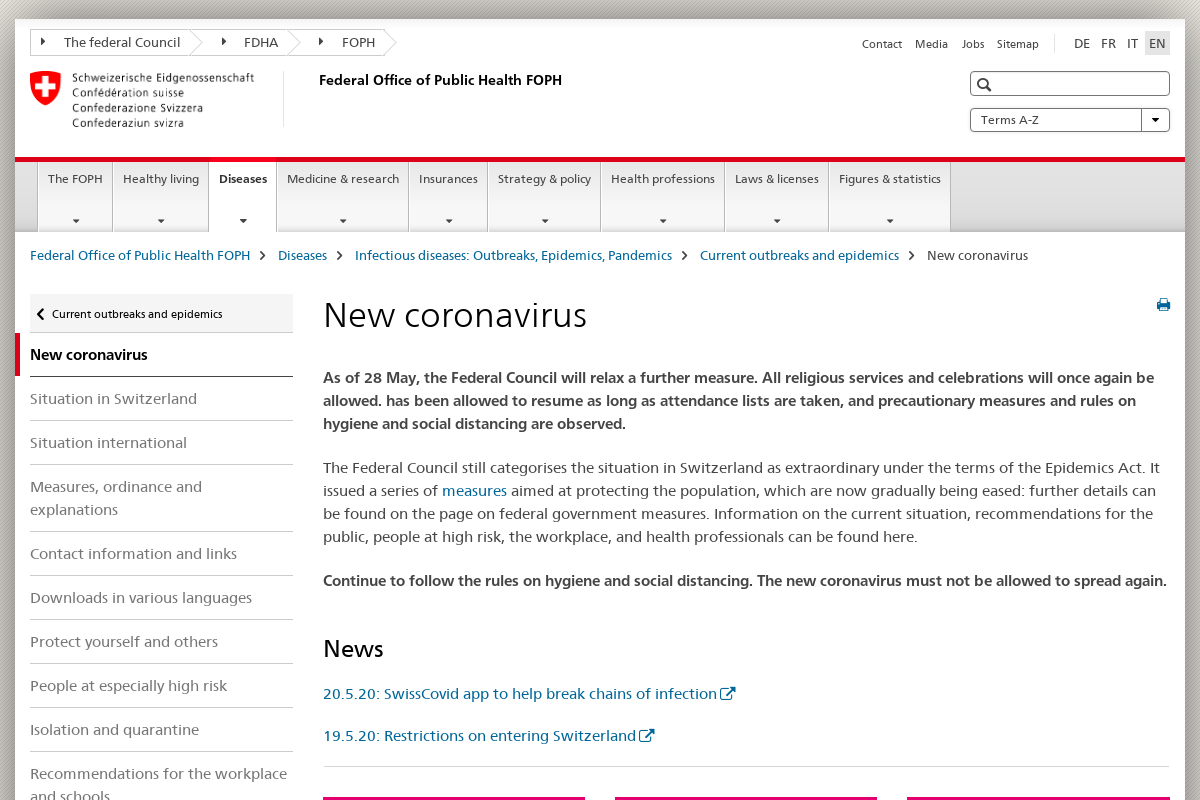 The federal Council
FDHA
FOPH
Contact
Media
Jobs
Sitemap
DE
FR
IT
EN
Schweizerische Eidgenossenschaft
Confédération suisse
Confederazione Svizzera
Confederaziun svizra
Federal Office of Public Health FOPH
Terms A-Z
The FOPH
Healthy living
Diseases
Medicine & research
Insurances
Strategy & policy
Health professions
Laws & licenses
Figures & statistics
Federal Office of Public Health FOPH
Diseases
Infectious diseases: Outbreaks, Epidemics, Pandemics
Current outbreaks and epidemics
New coronavirus
Current outbreaks and epidemics
New coronavirus
Situation in Switzerland
Situation international
Measures, ordinance and
explanations
Contact information and links
Downloads in various languages
Protect yourself and others
People at especially high risk
Isolation and quarantine
Recommendations for the workplace
and schools
New coronavirus
As of 28 May, the Federal Council will relax a further measure. All religious services and celebrations will once again be
allowed. has been allowed to resume as long as attendance lists are taken, and precautionary measures and rules on
hygiene and social distancing are observed.
The Federal Council still categorises the situation in Switzerland as extraordinary under the terms of the Epidemics Act. It
issued a series of measures aimed at protecting the population, which are now gradually being eased: further details can
be found on the page on federal government measures. Information on the current situation, recommendations for the
public, people at high risk, the workplace, and health professionals can be found here.
Continue to follow the rules on hygiene and social distancing. The new coronavirus must not be allowed to spread again.
News
20.5.20: SwissCovid app to help break chains of infection
19.5.20: Restrictions on entering Switzerland